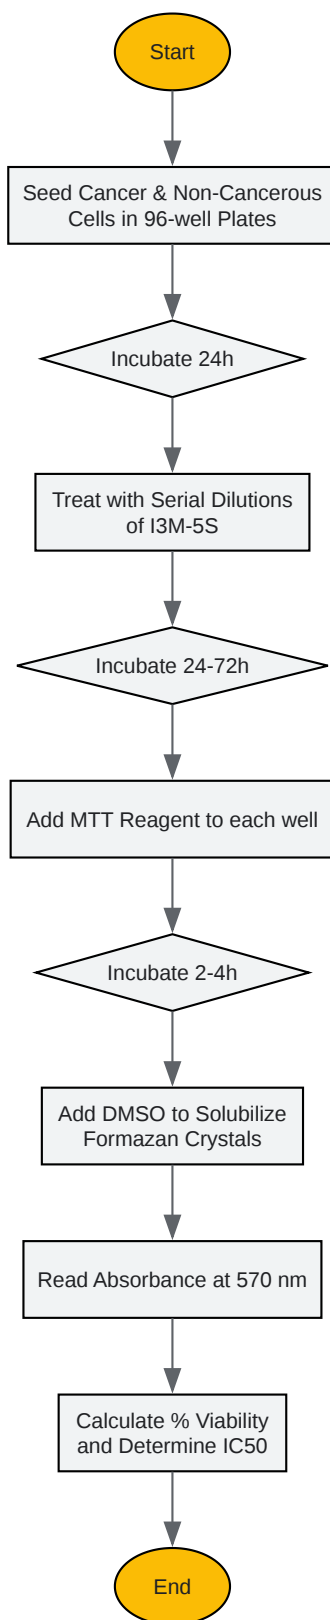 Start
Seed Cancer & Non-Cancerous
Cells in 96-well Plates
Incubate 24h
Treat with Serial Dilutions
of I3M-5S
Incubate 24-72h
Add MTT Reagent to each well
Incubate 2-4h
Add DMSO to Solubilize
Formazan Crystals
Read Absorbance at 570 nm
Calculate % Viability
and Determine IC50
End